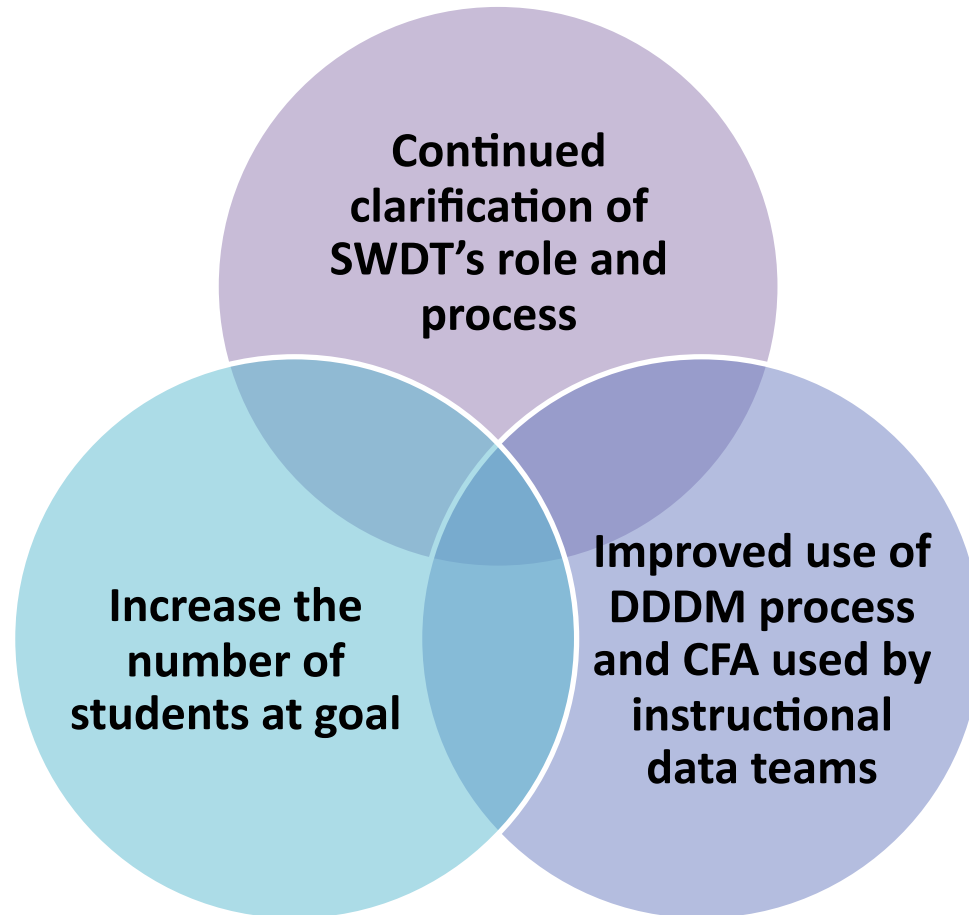 Continued
clarification of
SWDT’s role and
process
Increase the
number of
students at goal
Improved use of
DDDM process
and CFA used by
instructional
data teams